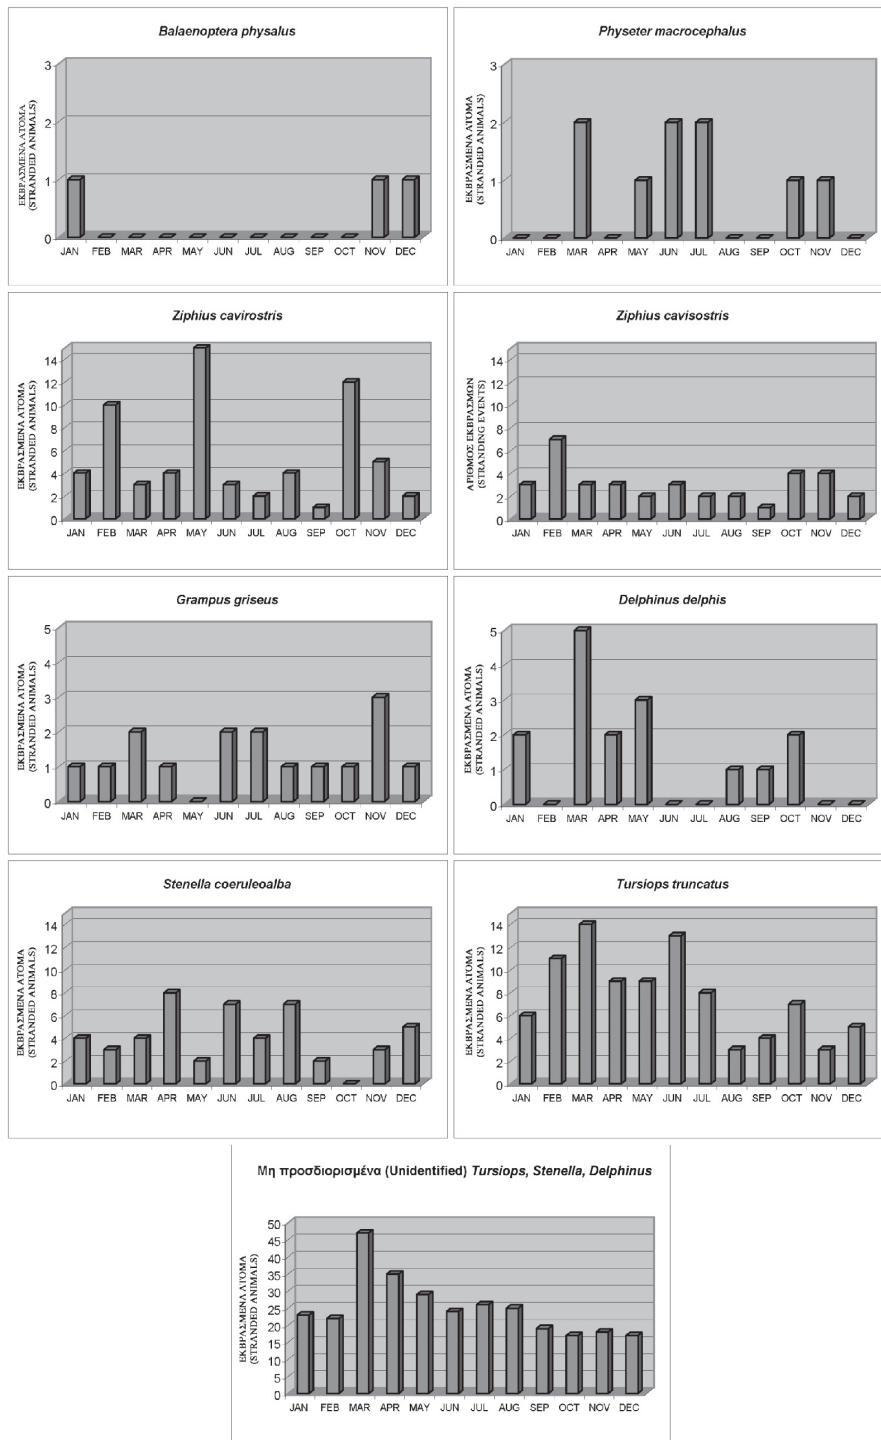 Balaenoptera physalus
ΕΚΒΡΑΣΜΕΝΑ ΑΤΟΜΑ
(STRANDED ANIMALS)
3
2
1
0
JAN FEB MAR APR MAY JUN JUL AUG SEP OCT NOV DEC
Physeter macrocephalus
ΕΚΒΡΑΣΜΕΝΑ ΑΤΟΜΑ
(STRANDED ANIMALS)
3
2
1
0
JAN FEB MAR APR MAY JUN JUL AUG SEP OCT NOV DEC
Ziphius cavirostris
ΕΚΒΡΑΣΜΕΝΑ ΑΤΟΜΑ
(STRANDED ANIMALS)
14
12
10
8
6
4
2
0
JAN FEB MAR APR MAY JUN JUL AUG SEP OCT NOV DEC
Ziphius cavisostris
ΑΡΙΘΜΟΣ ΕΚΒΡΑΣΜΩΝ
(STRANDING EVENTS)
14
12
10
8
6
4
2
0
JAN FEB MAR APR MAY JUN JUL AUG SEP OCT NOV DEC
Grampus griseus
ΕΚΒΡΑΣΜΕΝΑ ΑΤΟΜΑ
(STRANDED ANIMALS)
5
4
3
2
1
0
JAN FEB MAR APR MAY JUN JUL AUG SEP OCT NOV DEC
Delphinus delphis
ΕΚΒΡΑΣΜΕΝΑ ΑΤΟΜΑ
(STRANDED ANIMALS)
5
4
3
2
1
0
JAN FEB MAR APR MAY JUN JUL AUG SEP OCT NOV DEC
Stenella coeruleoalba
ΕΚΒΡΑΣΜΕΝΑ ΑΤΟΜΑ
(STRANDED ANIMALS)
14
12
10
8
6
4
2
0
JAN FEB MAR APR MAY JUN JUL AUG SEP OCT NOV DEC
Tursiops truncatus
ΕΚΒΡΑΣΜΕΝΑ ΑΤΟΜΑ
(STRANDED ANIMALS)
14
12
10
8
6
4
2
0
JAN FEB MAR APR MAY JUN JUL AUG SEP OCT NOV DEC
Μη προσδιορισμένα (Unidentified) Tursiops, Stenella, Delphinus
ΕΚΒΡΑΣΜΕΝΑ ΑΤΟΜΑ
(STRANDED ANIMALS)
50
45
40
35
30
25
20
15
10
5
0
JAN FEB MAR APR MAY JUN JUL AUG SEP OCT NOV DEC